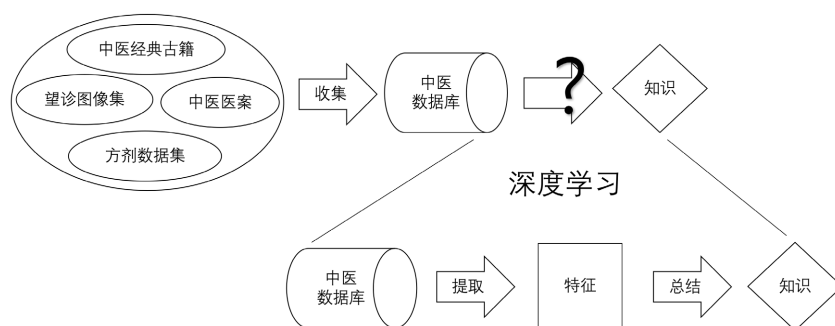 中医经典古籍
望诊图像集
中医医案
方剂数据集
收集
中医
数据库
?
知识
深度学习
中医
数据库
提取
特征
总结
知识